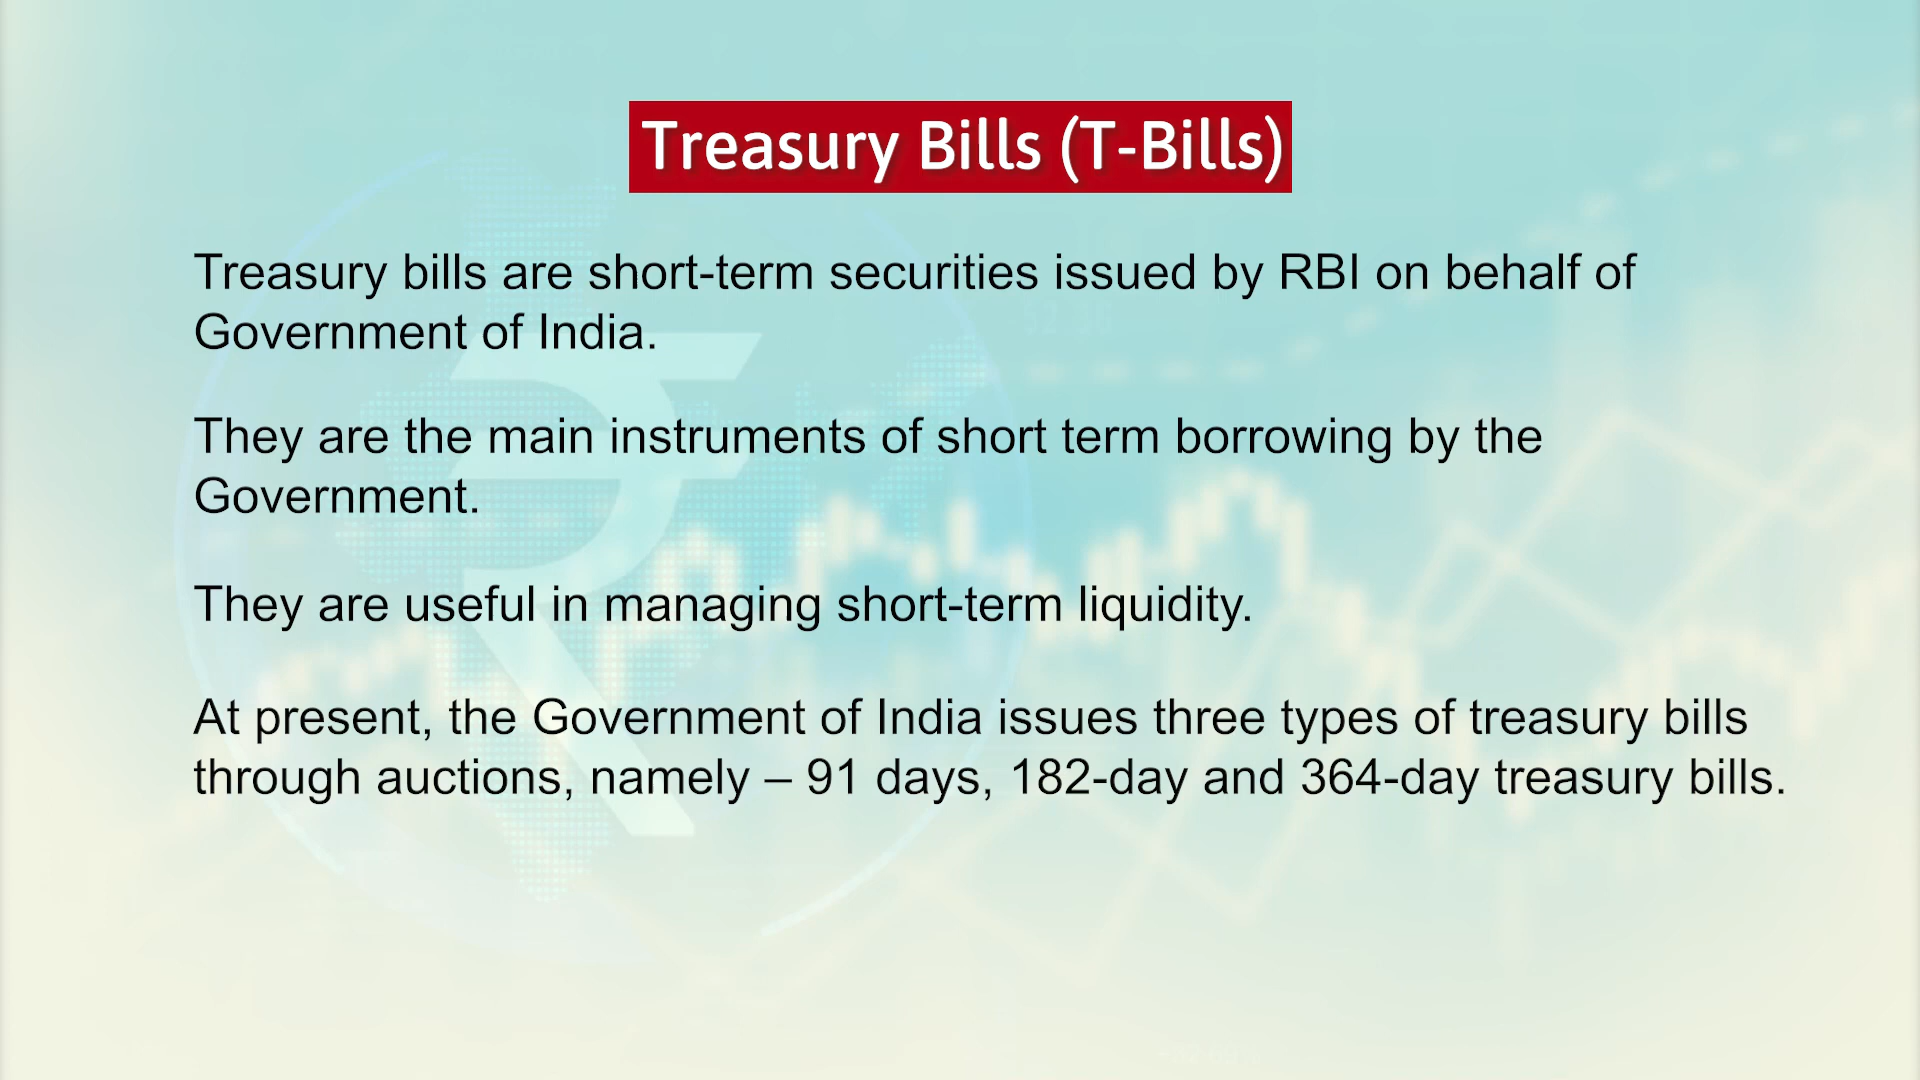 Treasury Bills (T-Bills)
Treasury bills are short-term securities issued by RBI on behalf of
Government of India.
They are the main instruments of short term borrowing by the
Government.
They are useful in managing short-term liquidity.
At present, the Government of India issues three types of treasury bills
through auctions, namely – 91 days, 182-day and 364-day treasury bills.